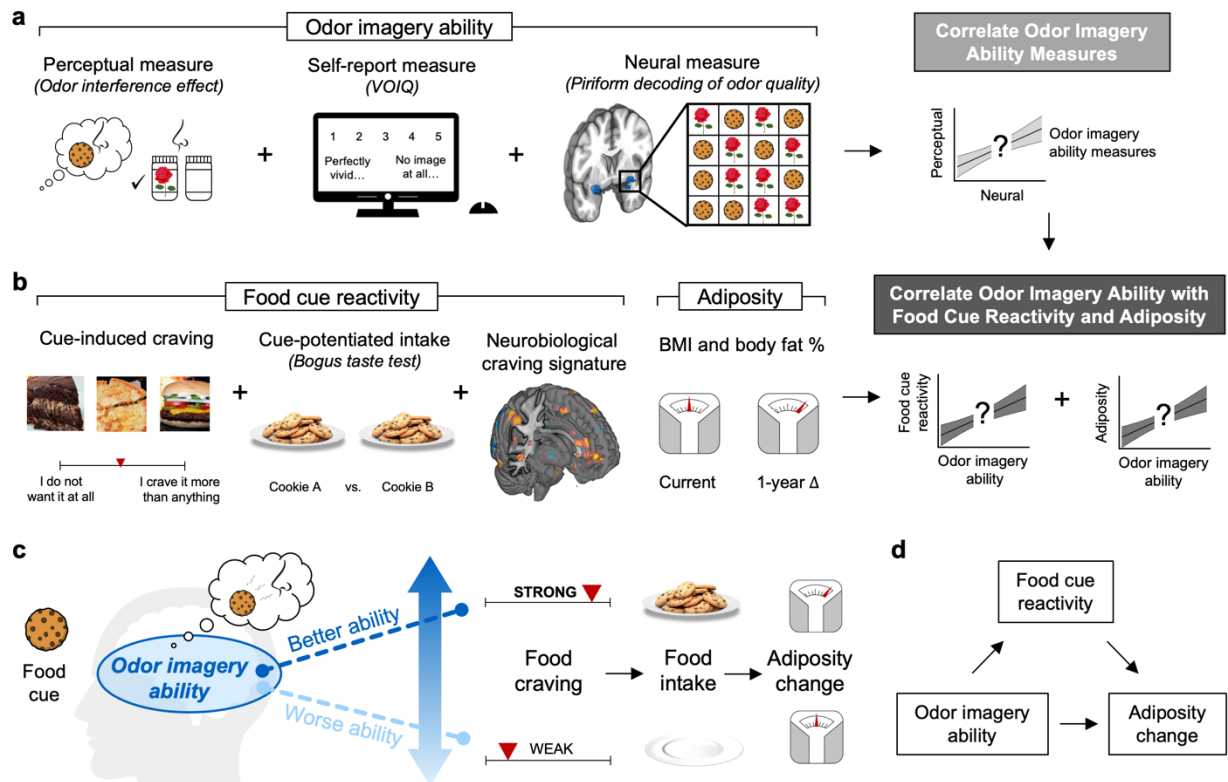 a
Odor imagery ability
Perceptual measure
(Odor interference effect)
Self-report measure
(VOIQ)
1 2 3 4 5
Perfectly
vivid…
No image
at all…
Neural measure
(Piriform decoding of odor quality)
+
+
Correlate Odor Imagery
Ability Measures
Perceptual
?
Neural
Odor imagery
ability measures
b
Food cue reactivity
Cue-induced craving
I do not
want it at all
I crave it more
than anything
+
Cue-potentiated intake
(Bogus taste test)
Cookie A vs. Cookie B
+
Neurobiological
craving signature
Adiposity
BMI and body fat %
Current
1-year Δ
Correlate Odor Imagery Ability with
Food Cue Reactivity and Adiposity
Food cue
reactivity
?
Odor imagery
ability
+
Adiposity
?
Odor imagery
ability
c
Food
cue
Odor imagery
ability
Better ability
Worse ability
STRONG
Food
craving
Food
intake
Adiposity
change
WEAK
d
Food cue
reactivity
Odor imagery
ability
Adiposity
change